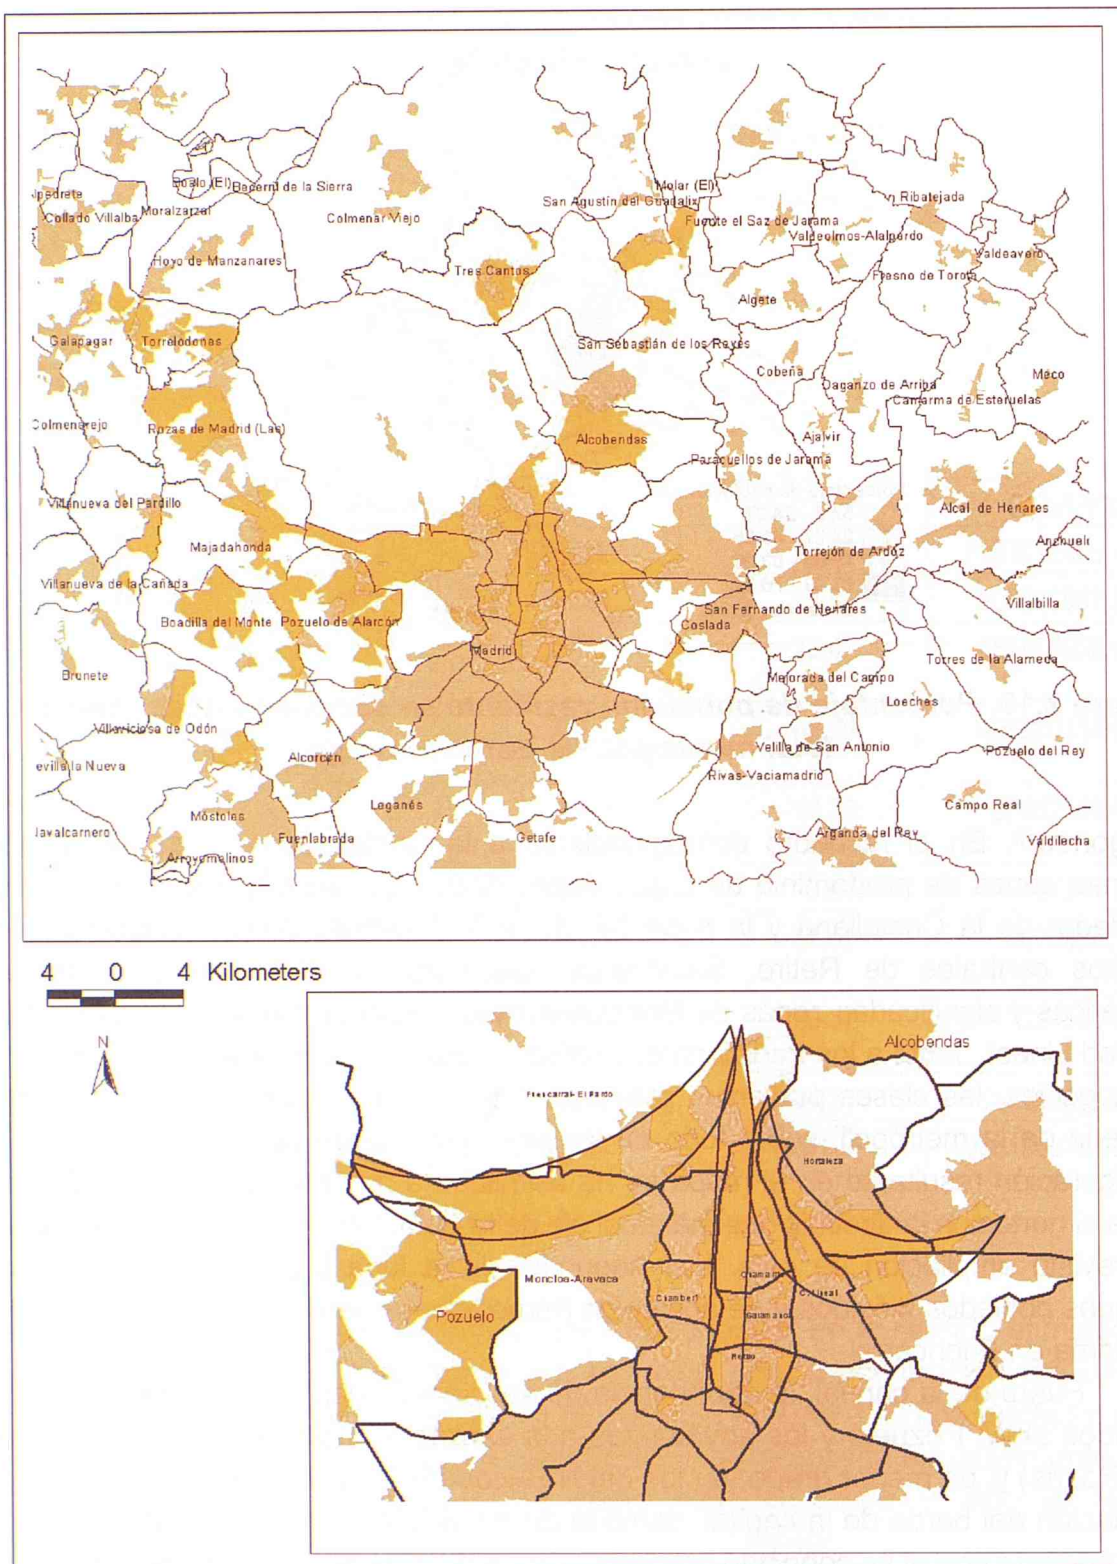 Boalo (El)
Becerril de la Sierra
Molar (El)
Collado Villalba
Moralzarzal
Colmenar Viejo
San Agustín del Guadalix
Ribatejada
Fuente el Saz de Jarama
Valdeolmos-Alalpardo
Valdeavero
Hoyo de Manzanares
Tres Cantos
Fresno de Torote
Algete
Galapagar
Torrelodones
San Sebastián de los Reyes
Cobeña
Meco
Daganzo de Arriba
Camarma de Esteruelas
Colmenarejo
Rozas de Madrid (Las)
Alcobendas
Ajalvir
Paracuellos de Jarama
Villanueva del Pardillo
Alcal de Henares
Majadahonda
Torrejón de Ardoz
Villanueva de la Cañada
Villalbilla
Boadilla del Monte
Pozuelo de Alarcón
San Fernando de Henares
Coslada
Madrid
Torres de la Alameda
Brunete
Mejorada del Campo
Loeches
Villaviciosa de Odón
Velilla de San Antonio
Pozuelo del Rey
evilla la Nueva
Alcorcón
Rivas-Vaciamadrid
Leganés
Campo Real
Móstoles
Javalcarnero
Fuenlabrada
Getafe
Arganda del Rey
Valdilecha
Arroyomolinos
4 0 4 Kilometers
N
Alcobendas
Fuencarral-El Pardo
Hortaleza
Moncloa-Aravaca
Chamartín
Chamberí
C. Lineal
Salamanca
Pozuelo
Retiro